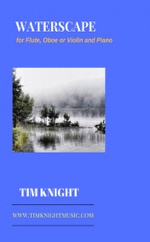 WATERSCAPE
for Flute, Oboe or Violin and Piano
TIM KNIGHT
WWW.TIMKNIGHTMUSIC.COM